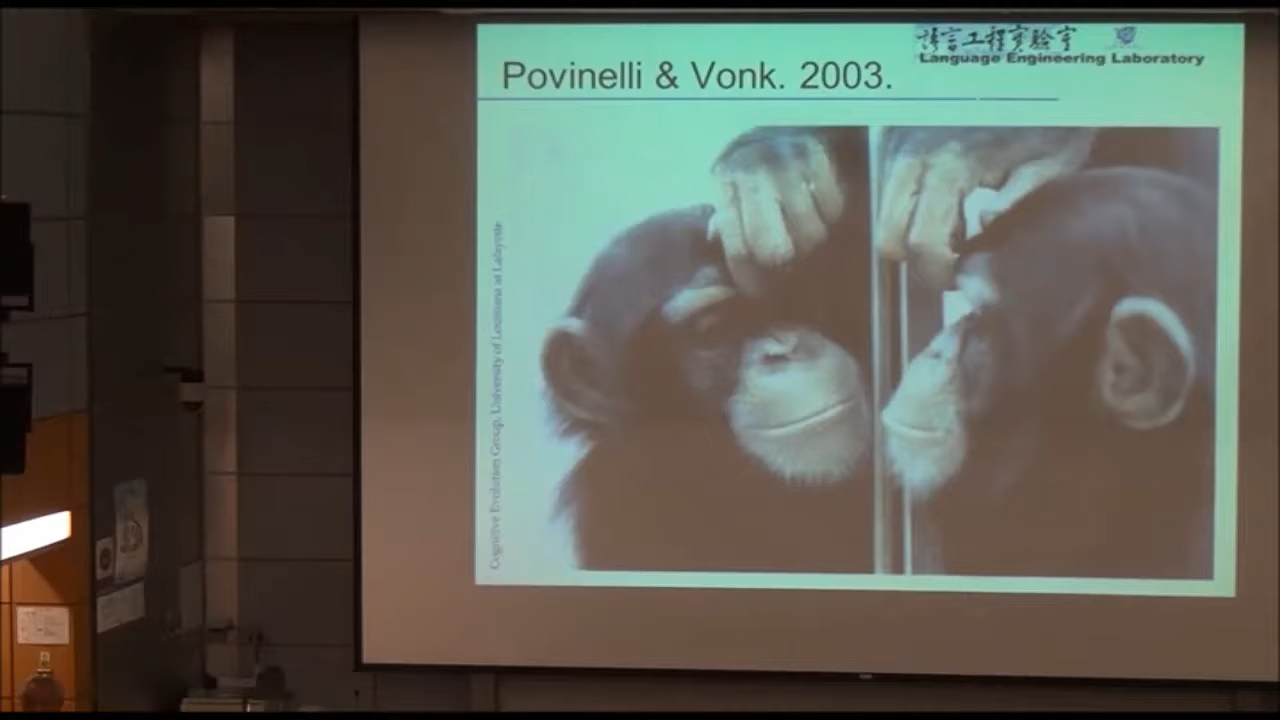 語言工程實驗室
Language Engineering Laboratory
Povinelli & Vonk. 2003.
Cognitive Evolution Group, University of Louisiana at Lafayette